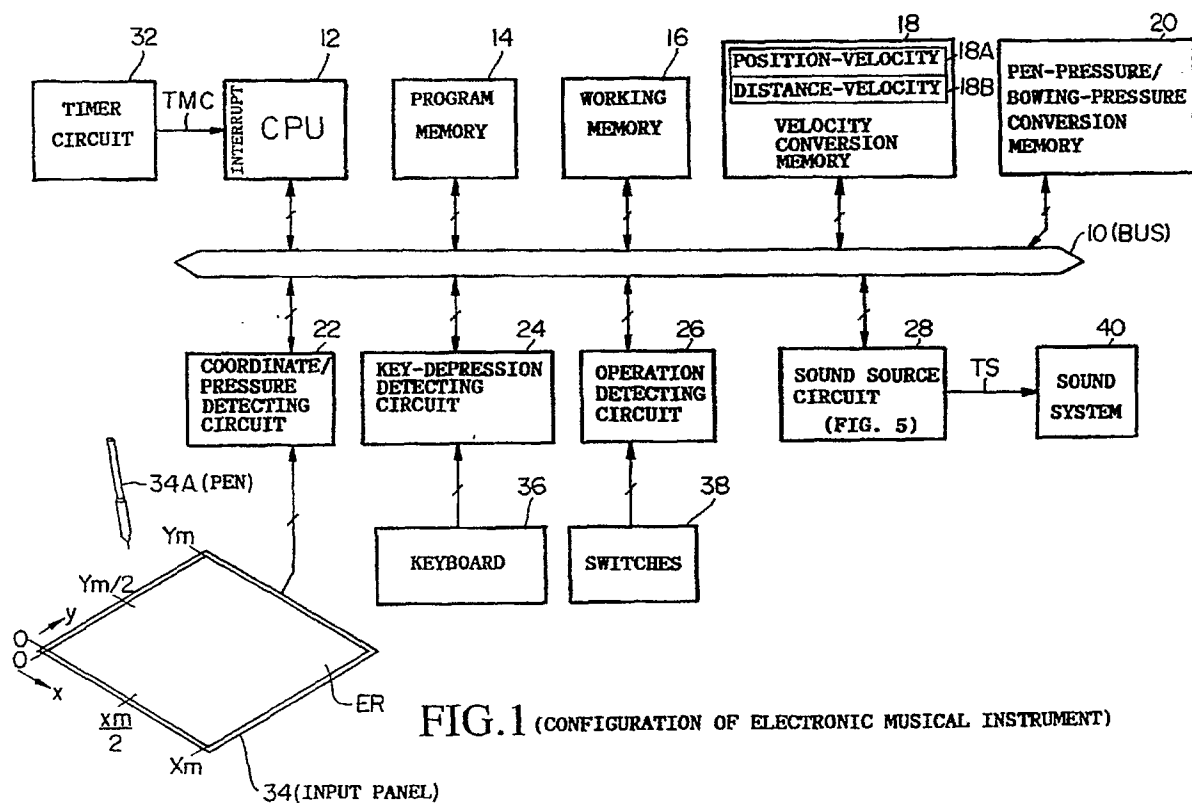 32
12
14
16
18
20
TIMER
CIRCUIT
TMC
INTERRUPT
CPU
PROGRAM
MEMORY
WORKING
MEMORY
POSITION-VELOCITY
18A
DISTANCE-VELOCITY
18B
VELOCITY
CONVERSION
MEMORY
PEN-PRESSURE/
BOWING-PRESSURE
CONVERSION
MEMORY
10 (BUS)
22
24
26
28
40
COORDINATE/
PRESSURE
DETECTING
CIRCUIT
KEY-DEPRESSION
DETECTING
CIRCUIT
OPERATION
DETECTING
CIRCUIT
SOUND SOURCE
CIRCUIT
(FIG. 5)
TS
SOUND
SYSTEM
34A (PEN)
36
KEYBOARD
38
SWITCHES
Ym
Ym/2
y
O
O
x
xm
2
Xm
ER
34 (INPUT PANEL)
FIG.1 (CONFIGURATION OF ELECTRONIC MUSICAL INSTRUMENT)